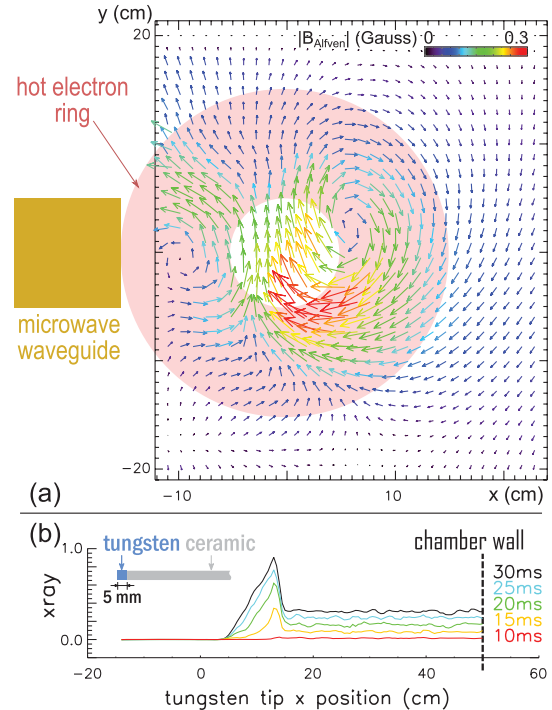 y (cm)
20
|B_Alfven| (Gauss) 0 0.3
hot electron
ring
microwave
waveguide
−20
(a)
−10 0 10 x (cm)
(b)
tungsten ceramic
chamber wall
5 mm
1.0
xray
0.0
30ms
25ms
20ms
15ms
10ms
−20 0 20 40 60
tungsten tip x position (cm)